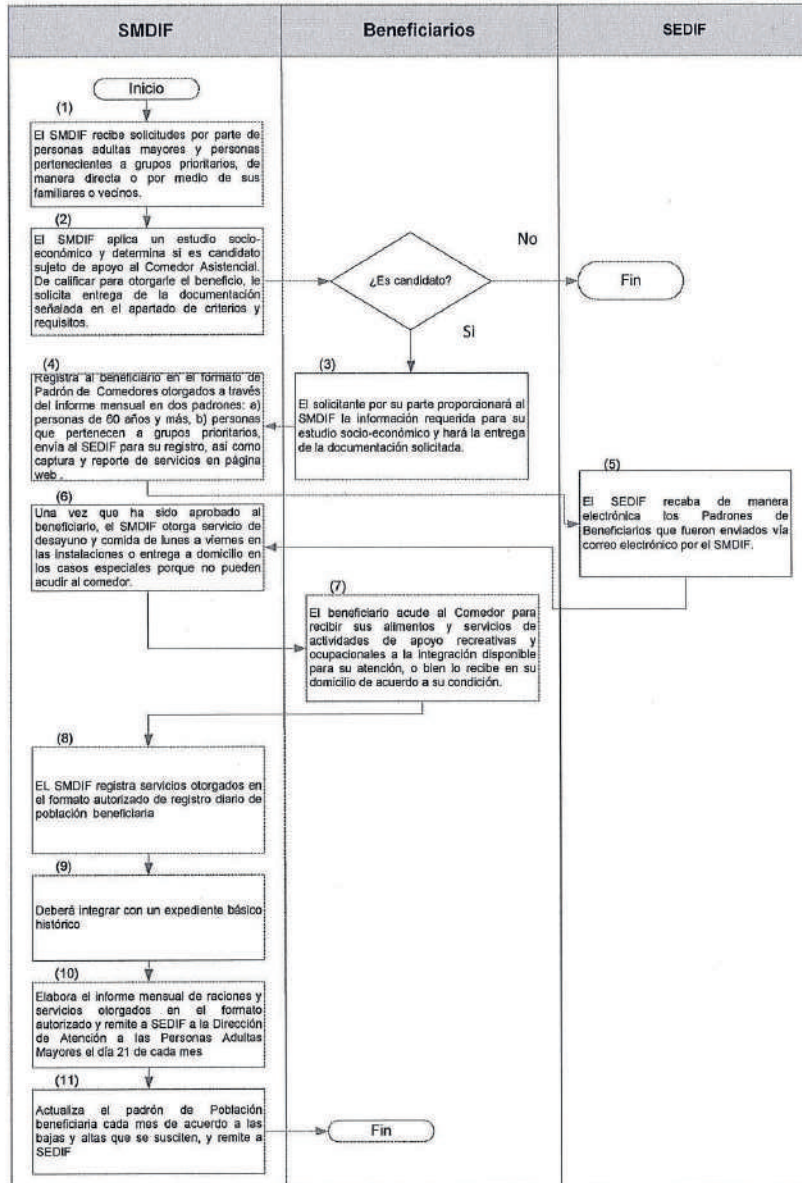 SMDIF
Beneficiarios
SEDIF
Inicio
(1)
El SMDIF recibe solicitudes por parte de
personas adultas mayores y personas
pertenecientes a grupos prioritarios, de
manera directa o por medio de sus
familiares o vecinos.
(2)
El SMDIF aplica un estudio socio-
económico y determina si es candidato
sujeto de apoyo al Comedor Asistencial.
De calificar para otorgarle el beneficio, le
solicita entrega de la documentación
señalada en el apartado de criterios y
requisitos.
¿Es candidato?
No
Fin
Si
(3)
El solicitante por su parte proporcionará al
SMDIF la información requerida para su
estudio socio-económico y hará la entrega
de la documentación solicitada.
(4)
Registra al beneficiario en el formato de
Padrón de Comedores otorgados a través
del informe mensual en dos padrones: a)
personas de 60 años y más, b) personas
que pertenecen a grupos prioritarios,
envía al SEDIF para su registro, así como
captura y reporte de servicios en página
web .
(5)
El SEDIF recaba de manera
electrónica los Padrones de
Beneficiarios que fueron enviados vía
correo electrónico por el SMDIF.
(6)
Una vez que ha sido aprobado al
beneficiario, el SMDIF otorga servicio de
desayuno y comida de lunes a viernes en
las instalaciones o entrega a domicilio en
los casos especiales porque no pueden
acudir al comedor.
(7)
El beneficiario acude al Comedor para
recibir sus alimentos y servicios de
actividades de apoyo recreativas y
ocupacionales a la integración disponible
para su atención, o bien lo recibe en su
domicilio de acuerdo a su condición.
(8)
EL SMDIF registra servicios otorgados en
el formato autorizado de registro diario de
población beneficiaria
(9)
Deberá integrar con un expediente básico
histórico
(10)
Elabora el informe mensual de raciones y
servicios otorgados en el formato
autorizado y remite a SEDIF a la Dirección
de Atención a las Personas Adultas
Mayores el día 21 de cada mes
(11)
Actualiza el padrón de Población
beneficiaria cada mes de acuerdo a las
bajas y altas que se susciten, y remite a
SEDIF
Fin